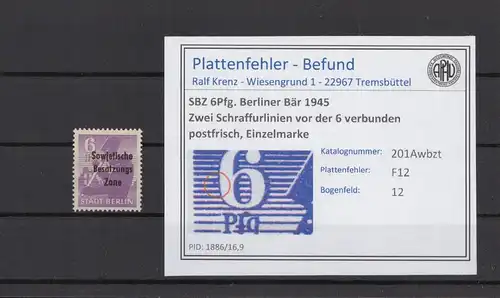 Plattenfehler - Befund
Ralf Krenz - Wiesengrund 1 - 22967 Tremsbüttel
SBZ 6Pfg. Berliner Bär 1945
Zwei Schraffurlinien vor der 6 verbunden
postfrisch, Einzelmarke
Katalognummer: 201Awbzt
Plattenfehler: F12
Bogenfeld: 12
6
Pfg
PID: 1886/16,9
6
Sowjetische
Besatzungs
Zone
STADT BERLIN